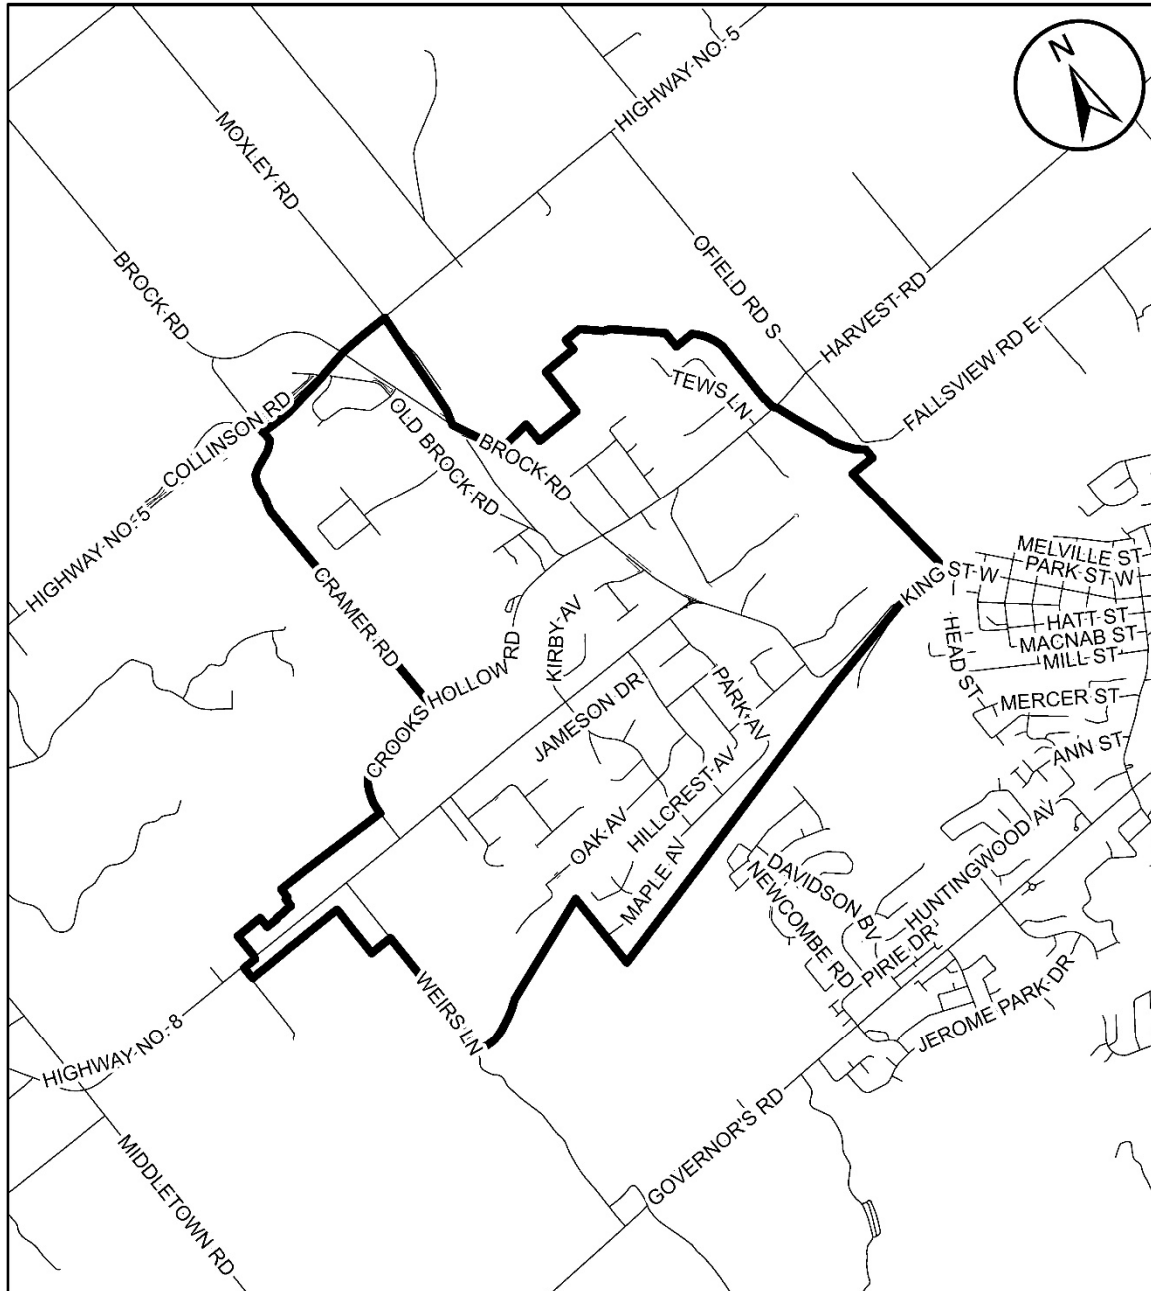 N
HIGHWAY NO. 5
MOXLEY RD
BROCK RD
OFIELD RD S
HARVEST RD
FALLSVIEW RD E
TEWS LN
COLLINSON RD
OLD BROCK RD
BROCK RD
HIGHWAY NO. 5
CRAMER RD
KING ST W
MELVILLE ST
PARK ST W
HATT ST
MACNAB ST
MILL ST
HEAD ST
MERCER ST
ANN ST
KIRBY AV
CROOKS HOLLOW RD
JAMESON DR
PARK AV
HILLCREST AV
OAK AV
MAPLE AV
DAVIDSON BV
NEWCOMBE RD
HUNTINGWOOD AV
PIRIE DR
JEROME PARK DR
WEIRS LN
HIGHWAY NO. 8
GOVERNOR'S RD
MIDDLETOWN RD